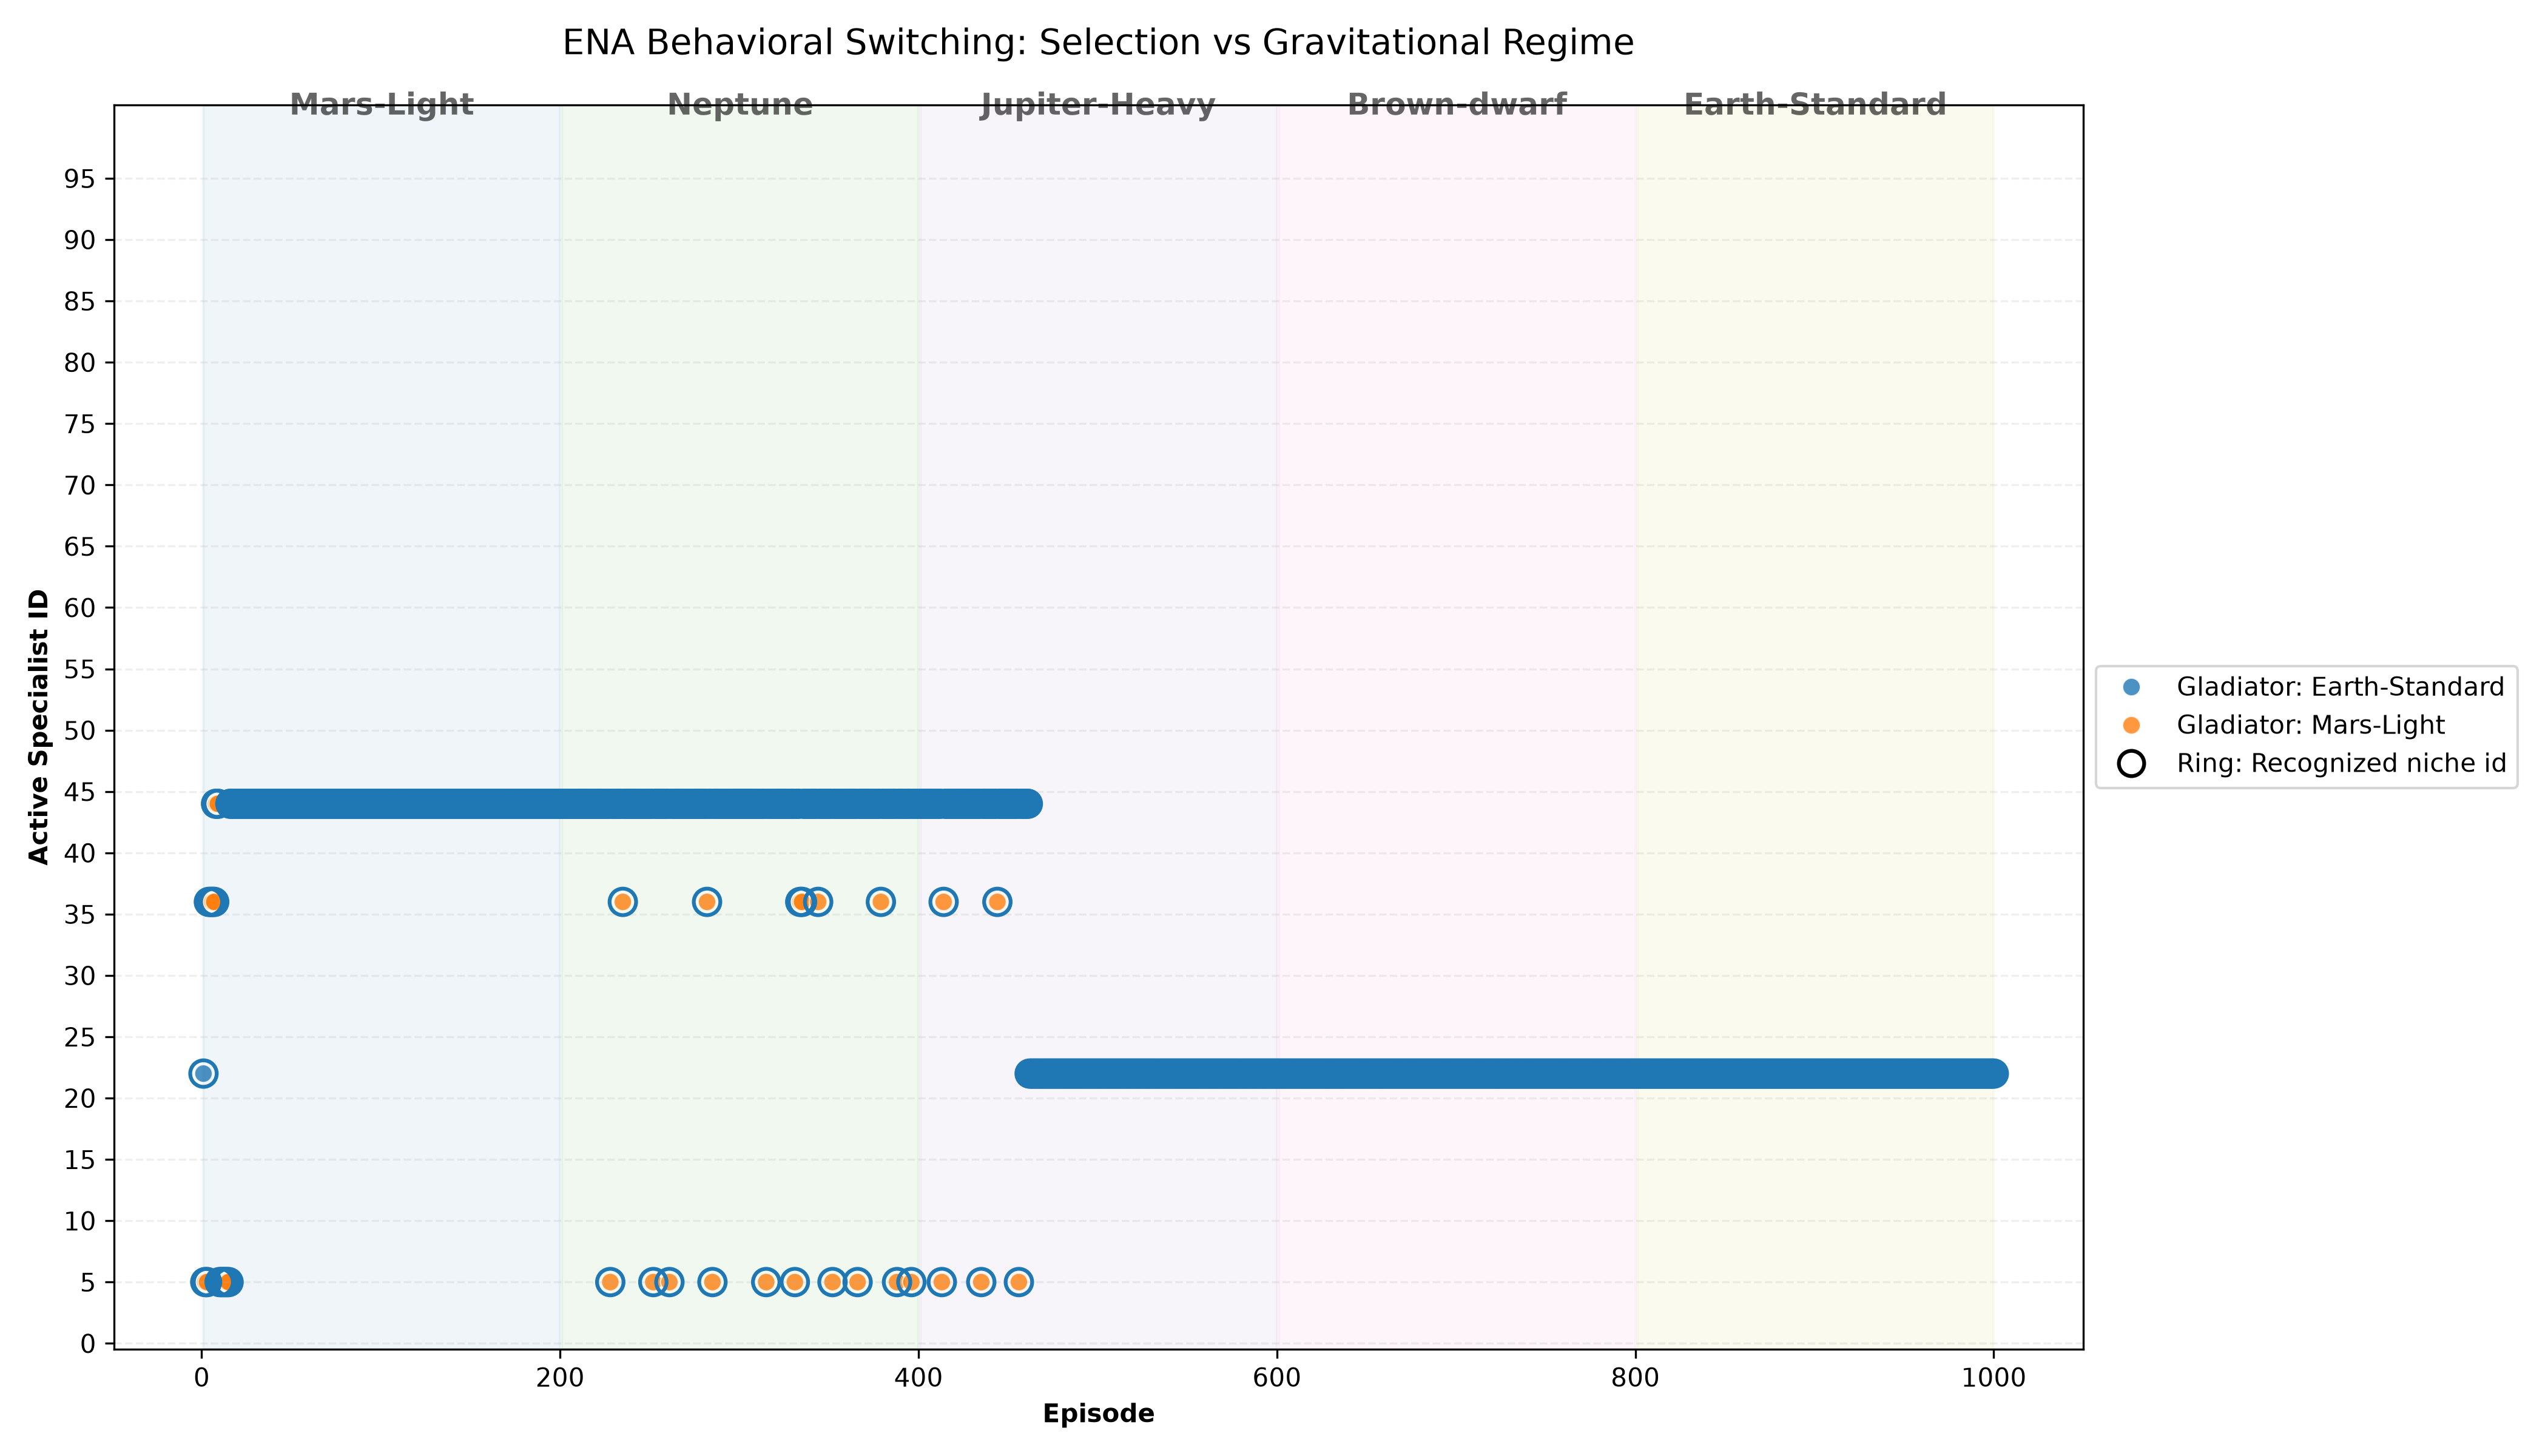 ENA Behavioral Switching: Selection vs Gravitational Regime
Mars-Light Neptune Jupiter-Heavy Brown-dwarf Earth-Standard
95
90
85
80
75
70
65
60
55
50
45
40
35
30
25
20
15
10
5
0
Active Specialist ID
0 200 400 600 800 1000
Episode
Gladiator: Earth-Standard
Gladiator: Mars-Light
Ring: Recognized niche id